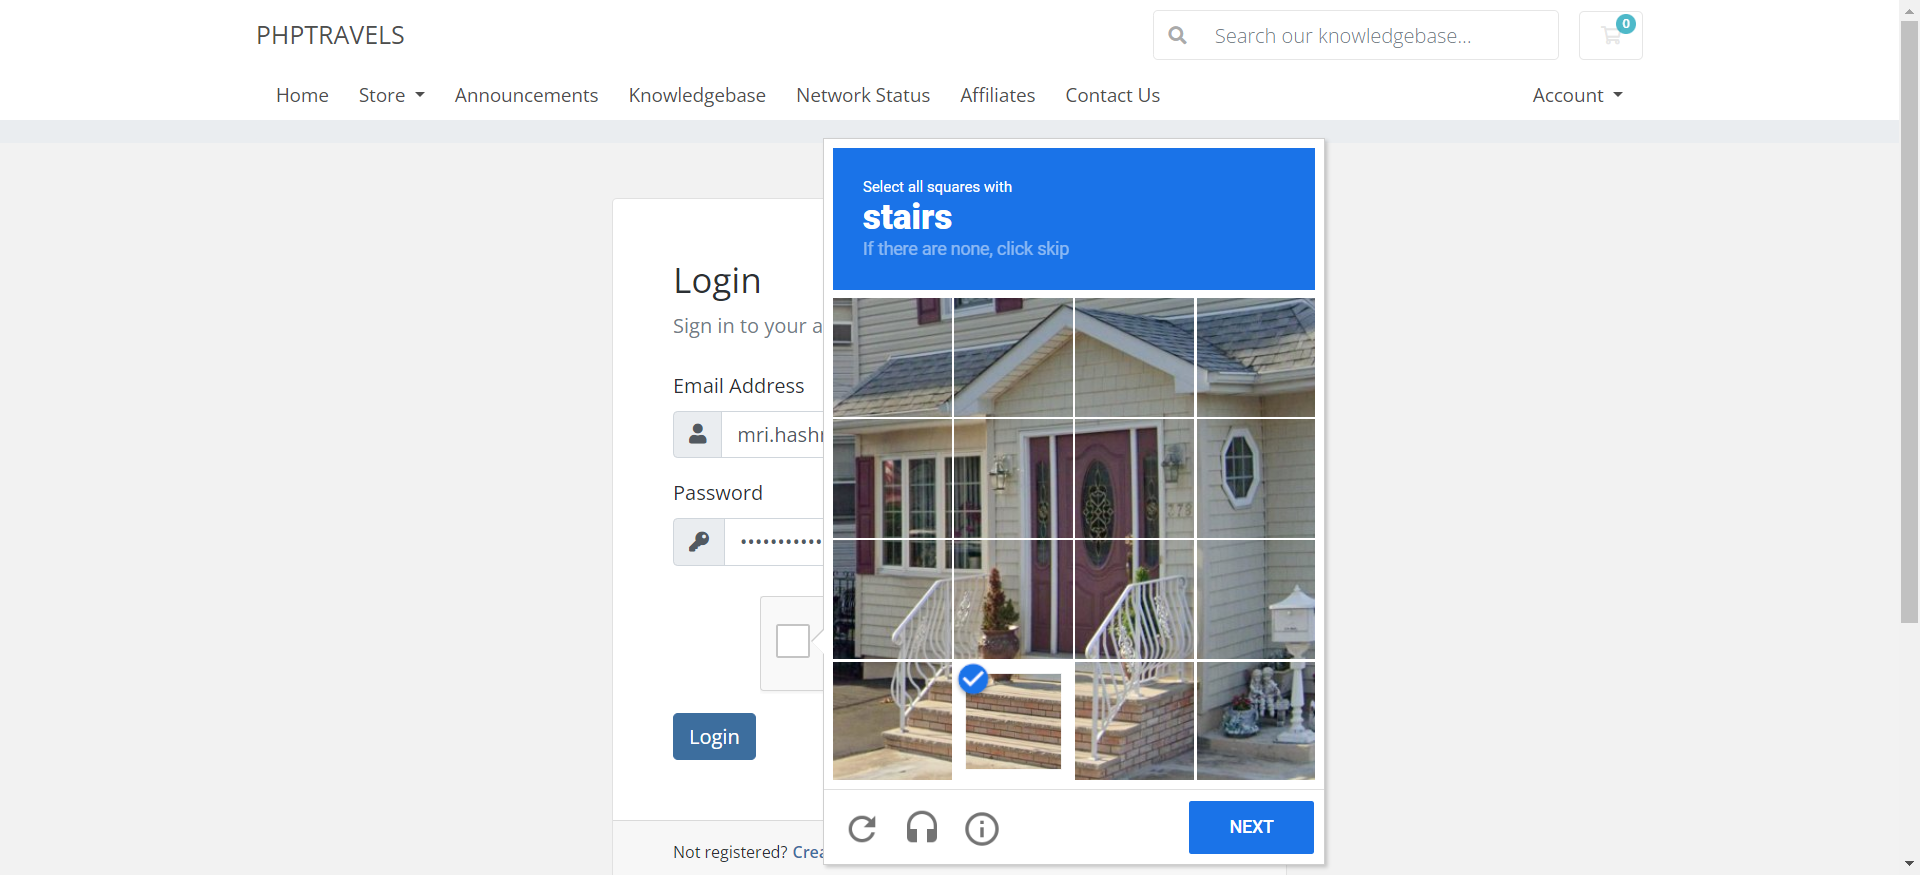 PHPTRAVELS
Search our knowledgebase...
0
Home
Store
Announcements
Knowledgebase
Network Status
Affiliates
Contact Us
Account
Select all squares with
stairs
If there are none, click skip
Login
Sign in to your a
Email Address
mri.hash
Password
378
Login
NEXT
Not registered? Crea